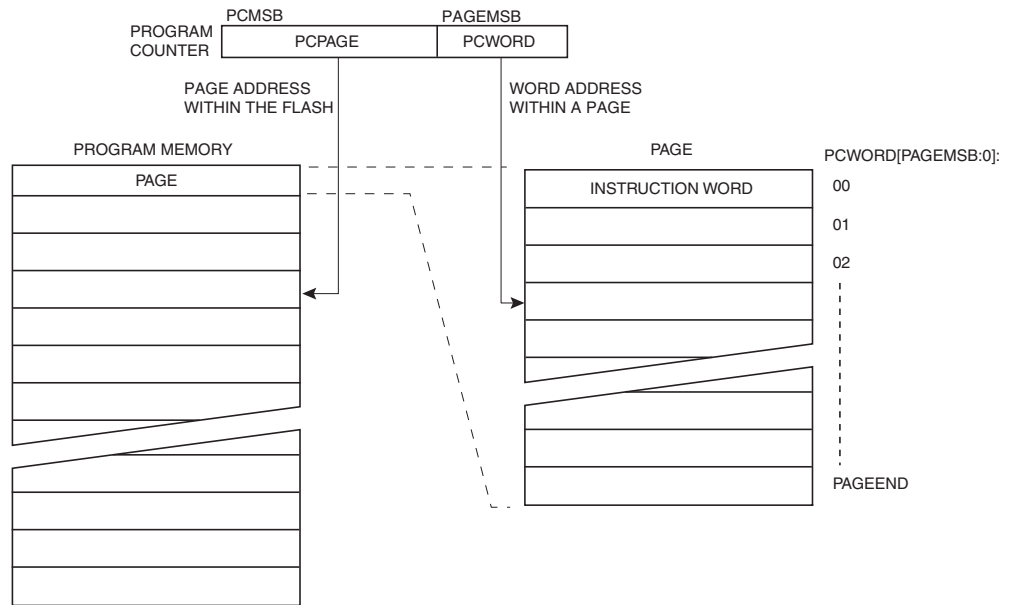 PCMSB
PAGEMSB
PROGRAM
COUNTER
PCPAGE
PCWORD
PAGE ADDRESS
WITHIN THE FLASH
WORD ADDRESS
WITHIN A PAGE
PROGRAM MEMORY
PAGE
PAGE
PCWORD[PAGEMSB:0]:
INSTRUCTION WORD
00
01
02
PAGEEND